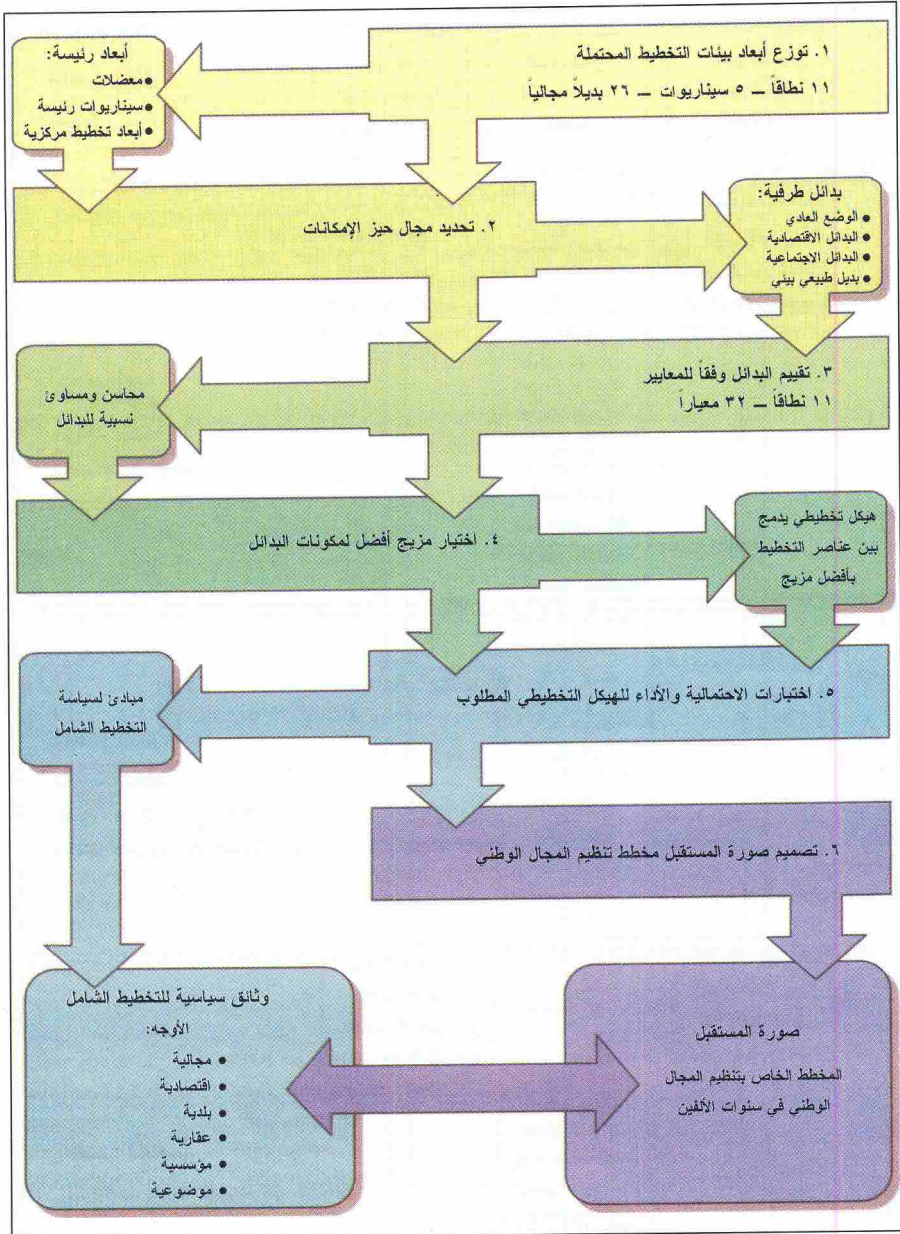 ١. توزع أبعاد بيئات التخطيط المحتملة
١١ نطاقاً ــ ٥ سيناريوات ــ ٢٦ بديلاً مجالياً
أبعاد رئيسة:
● معضلات
● سيناريوات رئيسة
● أبعاد تخطيط مركزية
٢. تحديد مجال حيز الإمكانات
بدائل طرفية:
● الوضع العادي
● البدائل الاقتصادية
● البدائل الاجتماعية
● بديل طبيعي بيئي
٣. تقييم البدائل وفقاً للمعايير
١١ نطاقاً ــ ٣٢ معياراً
محاسن ومساوئ
نسبية للبدائل
٤. اختيار مزيج أفضل لمكونات البدائل
هيكل تخطيطي يدمج
بين عناصر التخطيط
بأفضل مزيج
٥. اختبارات الاحتمالية والأداء للهيكل التخطيطي المطلوب
مبادئ لسياسة
التخطيط الشامل
٦. تصميم صورة المستقبل مخطط تنظيم المجال الوطني
صورة المستقبل
المخطط الخاص بتنظيم المجال
الوطني في سنوات الألفين
وثائق سياسية للتخطيط الشامل
الأوجه:
● مجالية
● اقتصادية
● بلدية
● عقارية
● مؤسسية
● موضوعية